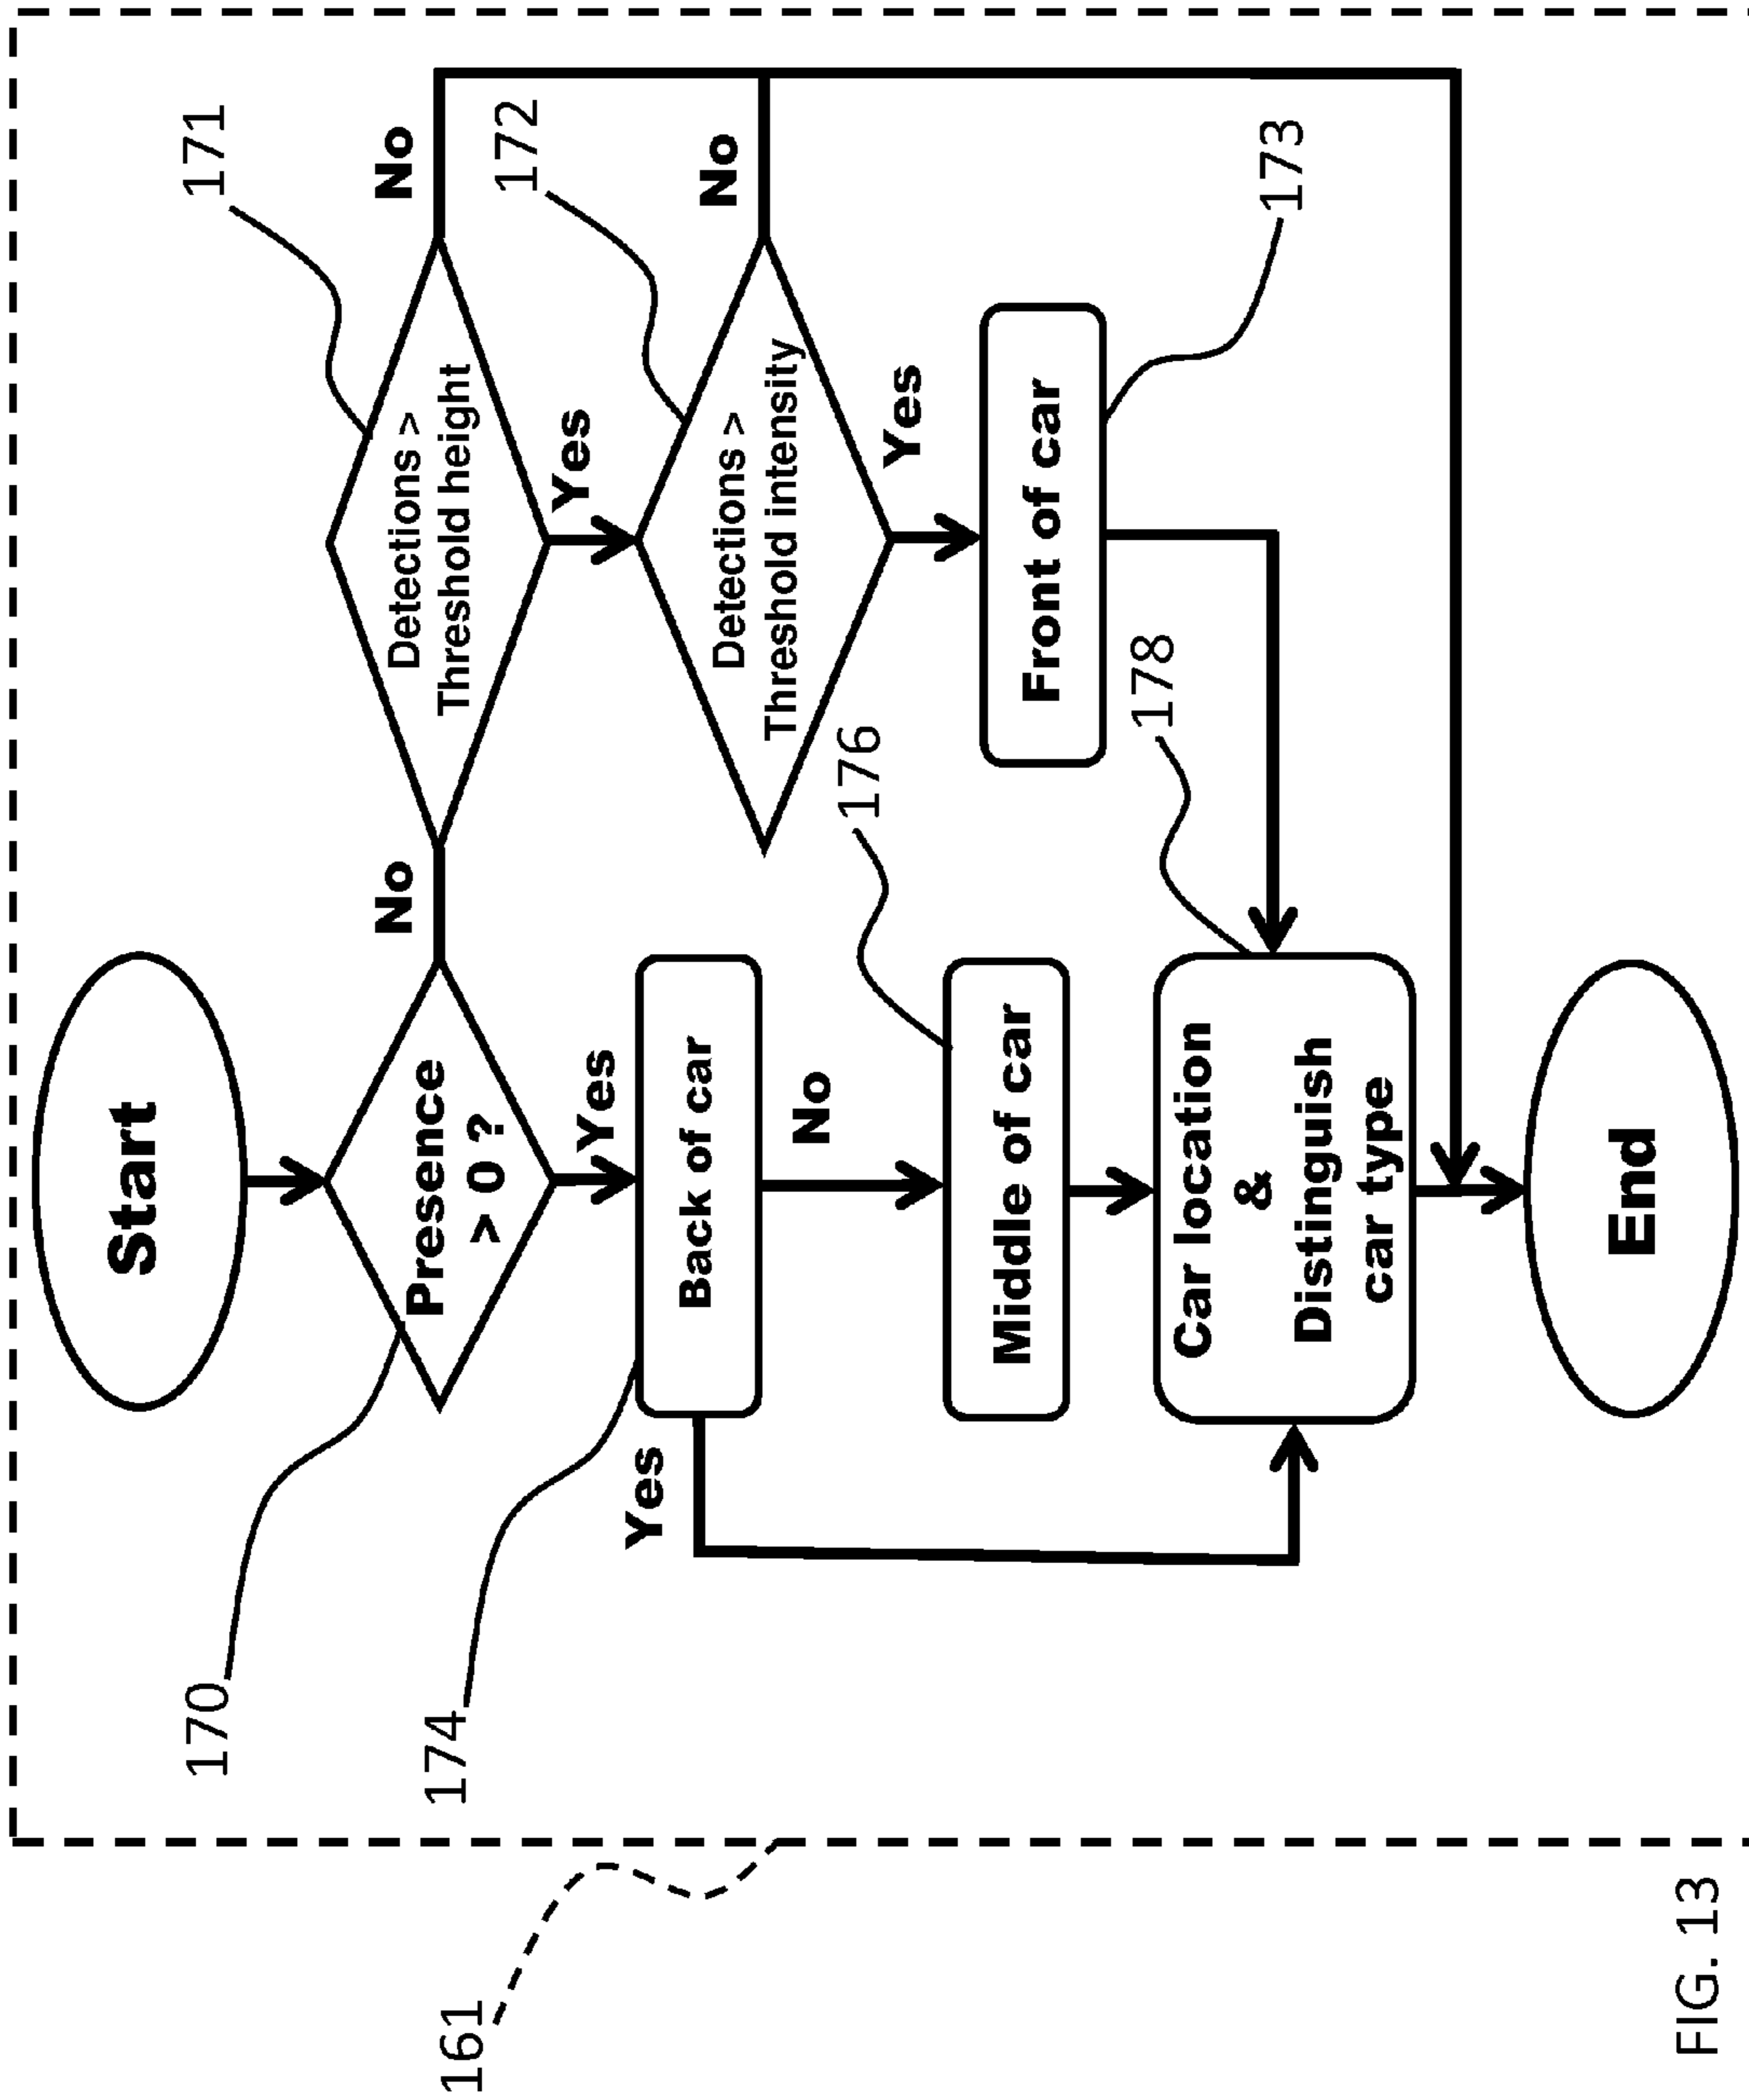 Start
170
Presence
> 0 ?
No
Yes
171
Detections >
Threshold height
No
Yes
172
Detections >
Threshold intensity
No
Yes
174
Back of car
Yes
No
173
Front of car
176
Middle of car
178
Car location
&
Distinguish
car type
End
161
FIG. 13